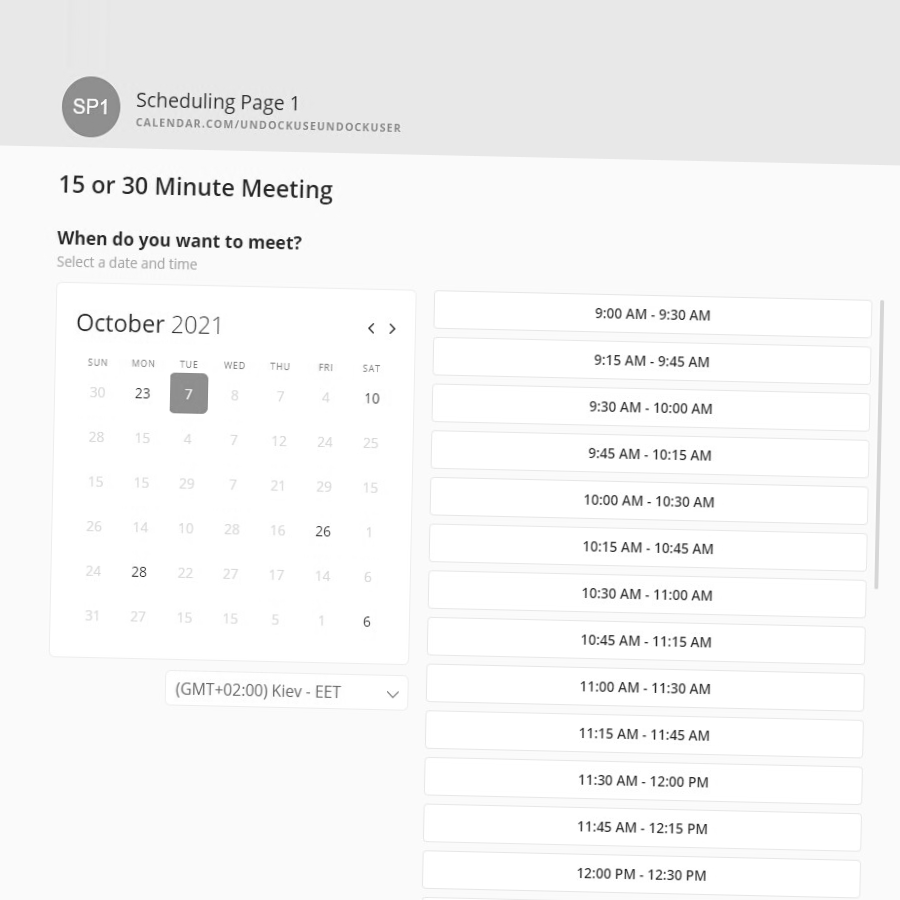 SP1
Scheduling Page 1
CALENDAR.COM/UNDOCKUSEUNDOCKUSER
15 or 30 Minute Meeting
When do you want to meet?
Select a date and time
October 2021
SUN MON TUE WED THU FRI SAT
30 23 7 8 7 4 10
28 15 4 7 12 24 25
15 15 29 7 21 29 15
26 14 10 28 16 26 1
24 28 22 27 17 14 6
31 27 15 15 5 1 6
(GMT+02:00) Kiev - EET
9:00 AM - 9:30 AM
9:15 AM - 9:45 AM
9:30 AM - 10:00 AM
9:45 AM - 10:15 AM
10:00 AM - 10:30 AM
10:15 AM - 10:45 AM
10:30 AM - 11:00 AM
10:45 AM - 11:15 AM
11:00 AM - 11:30 AM
11:15 AM - 11:45 AM
11:30 AM - 12:00 PM
11:45 AM - 12:15 PM
12:00 PM - 12:30 PM